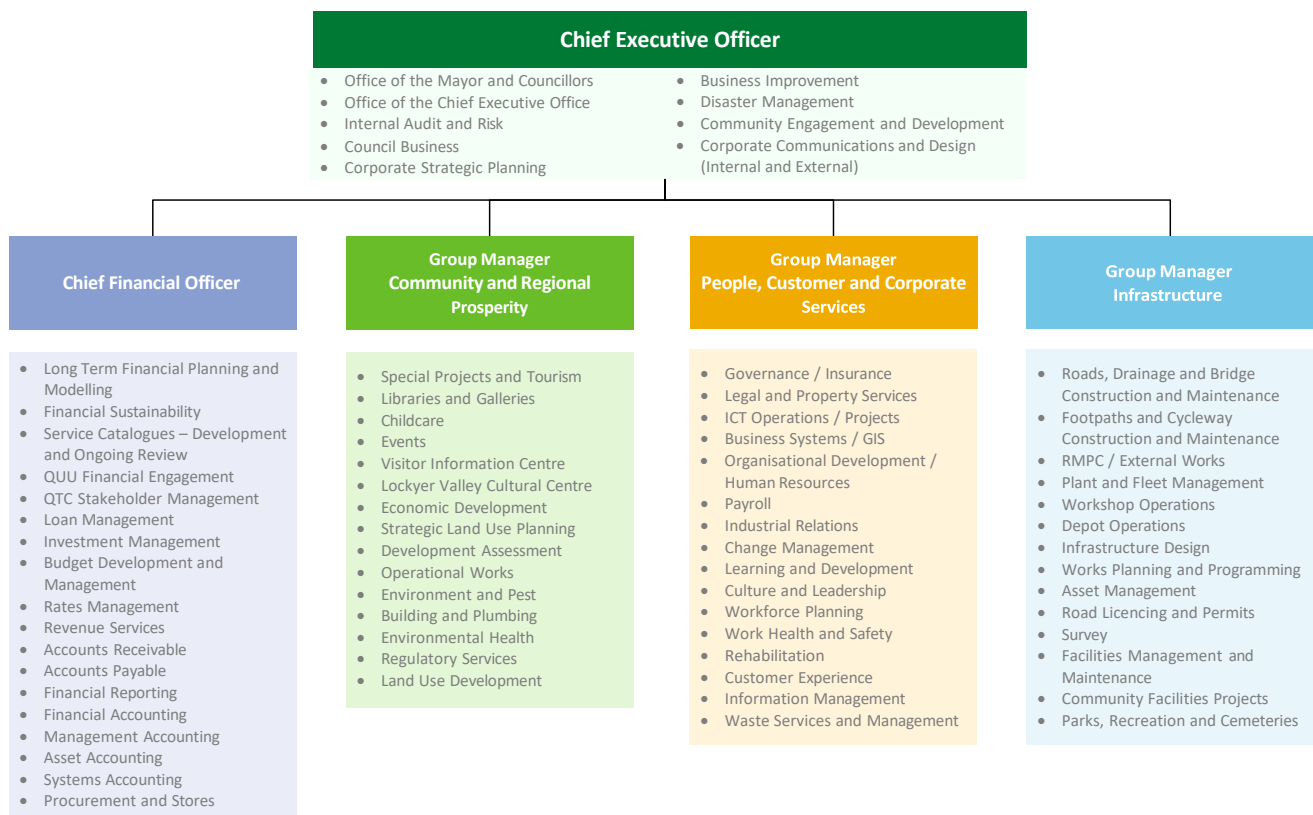 Chief Executive Officer
• Office of the Mayor and Councillors
• Office of the Chief Executive Office
• Internal Audit and Risk
• Council Business
• Corporate Strategic Planning
• Business Improvement
• Disaster Management
• Community Engagement and Development
• Corporate Communications and Design
(Internal and External)
Chief Financial Officer
• Long Term Financial Planning and
Modelling
• Financial Sustainability
• Service Catalogues – Development
and Ongoing Review
• QUU Financial Engagement
• QTC Stakeholder Management
• Loan Management
• Investment Management
• Budget Development and
Management
• Rates Management
• Revenue Services
• Accounts Receivable
• Accounts Payable
• Financial Reporting
• Financial Accounting
• Management Accounting
• Asset Accounting
• Systems Accounting
• Procurement and Stores
Group Manager
Community and Regional
Prosperity
• Special Projects and Tourism
• Libraries and Galleries
• Childcare
• Events
• Visitor Information Centre
• Lockyer Valley Cultural Centre
• Economic Development
• Strategic Land Use Planning
• Development Assessment
• Operational Works
• Environment and Pest
• Building and Plumbing
• Environmental Health
• Regulatory Services
• Land Use Development
Group Manager
People, Customer and Corporate
Services
• Governance / Insurance
• Legal and Property Services
• ICT Operations / Projects
• Business Systems / GIS
• Organisational Development /
Human Resources
• Payroll
• Industrial Relations
• Change Management
• Learning and Development
• Culture and Leadership
• Workforce Planning
• Work Health and Safety
• Rehabilitation
• Customer Experience
• Information Management
• Waste Services and Management
Group Manager
Infrastructure
• Roads, Drainage and Bridge
Construction and Maintenance
• Footpaths and Cycleway
Construction and Maintenance
• RMPC / External Works
• Plant and Fleet Management
• Workshop Operations
• Depot Operations
• Infrastructure Design
• Works Planning and Programming
• Asset Management
• Road Licencing and Permits
• Survey
• Facilities Management and
Maintenance
• Community Facilities Projects
• Parks, Recreation and Cemeteries